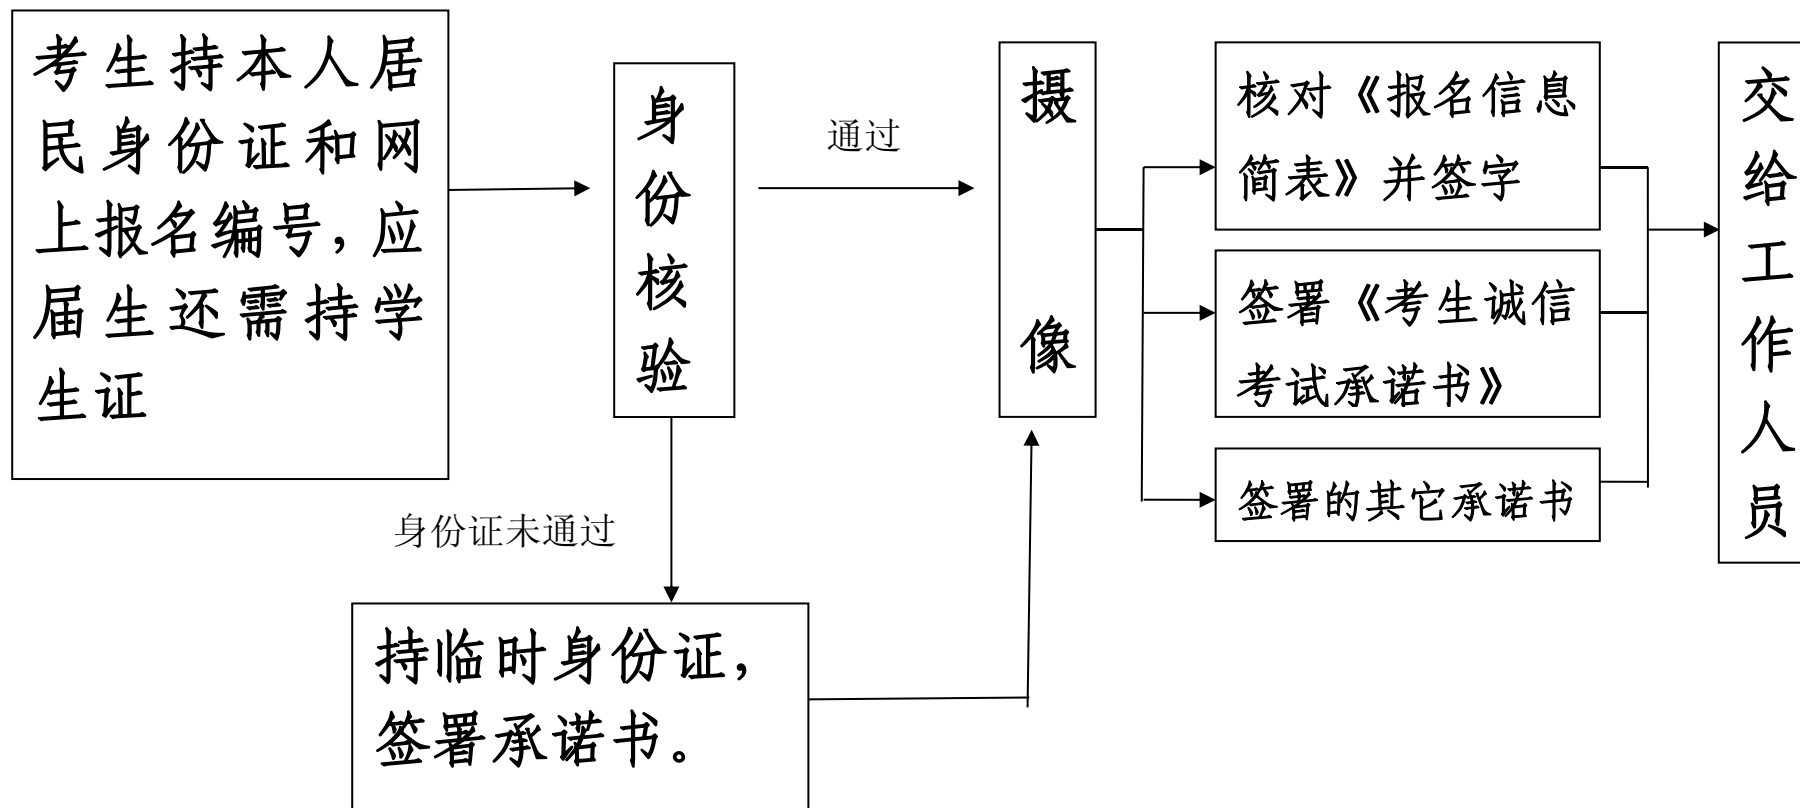 考生持本人居
民身份证和网
上报名编号，应
届生还需持学
生证
身
份
核
验
通过
身份证未通过
持临时身份证，
签署承诺书。
摄
像
核对《报名信息
简表》并签字
签署《考生诚信
考试承诺书》
签署的其它承诺书
交
给
工
作
人
员